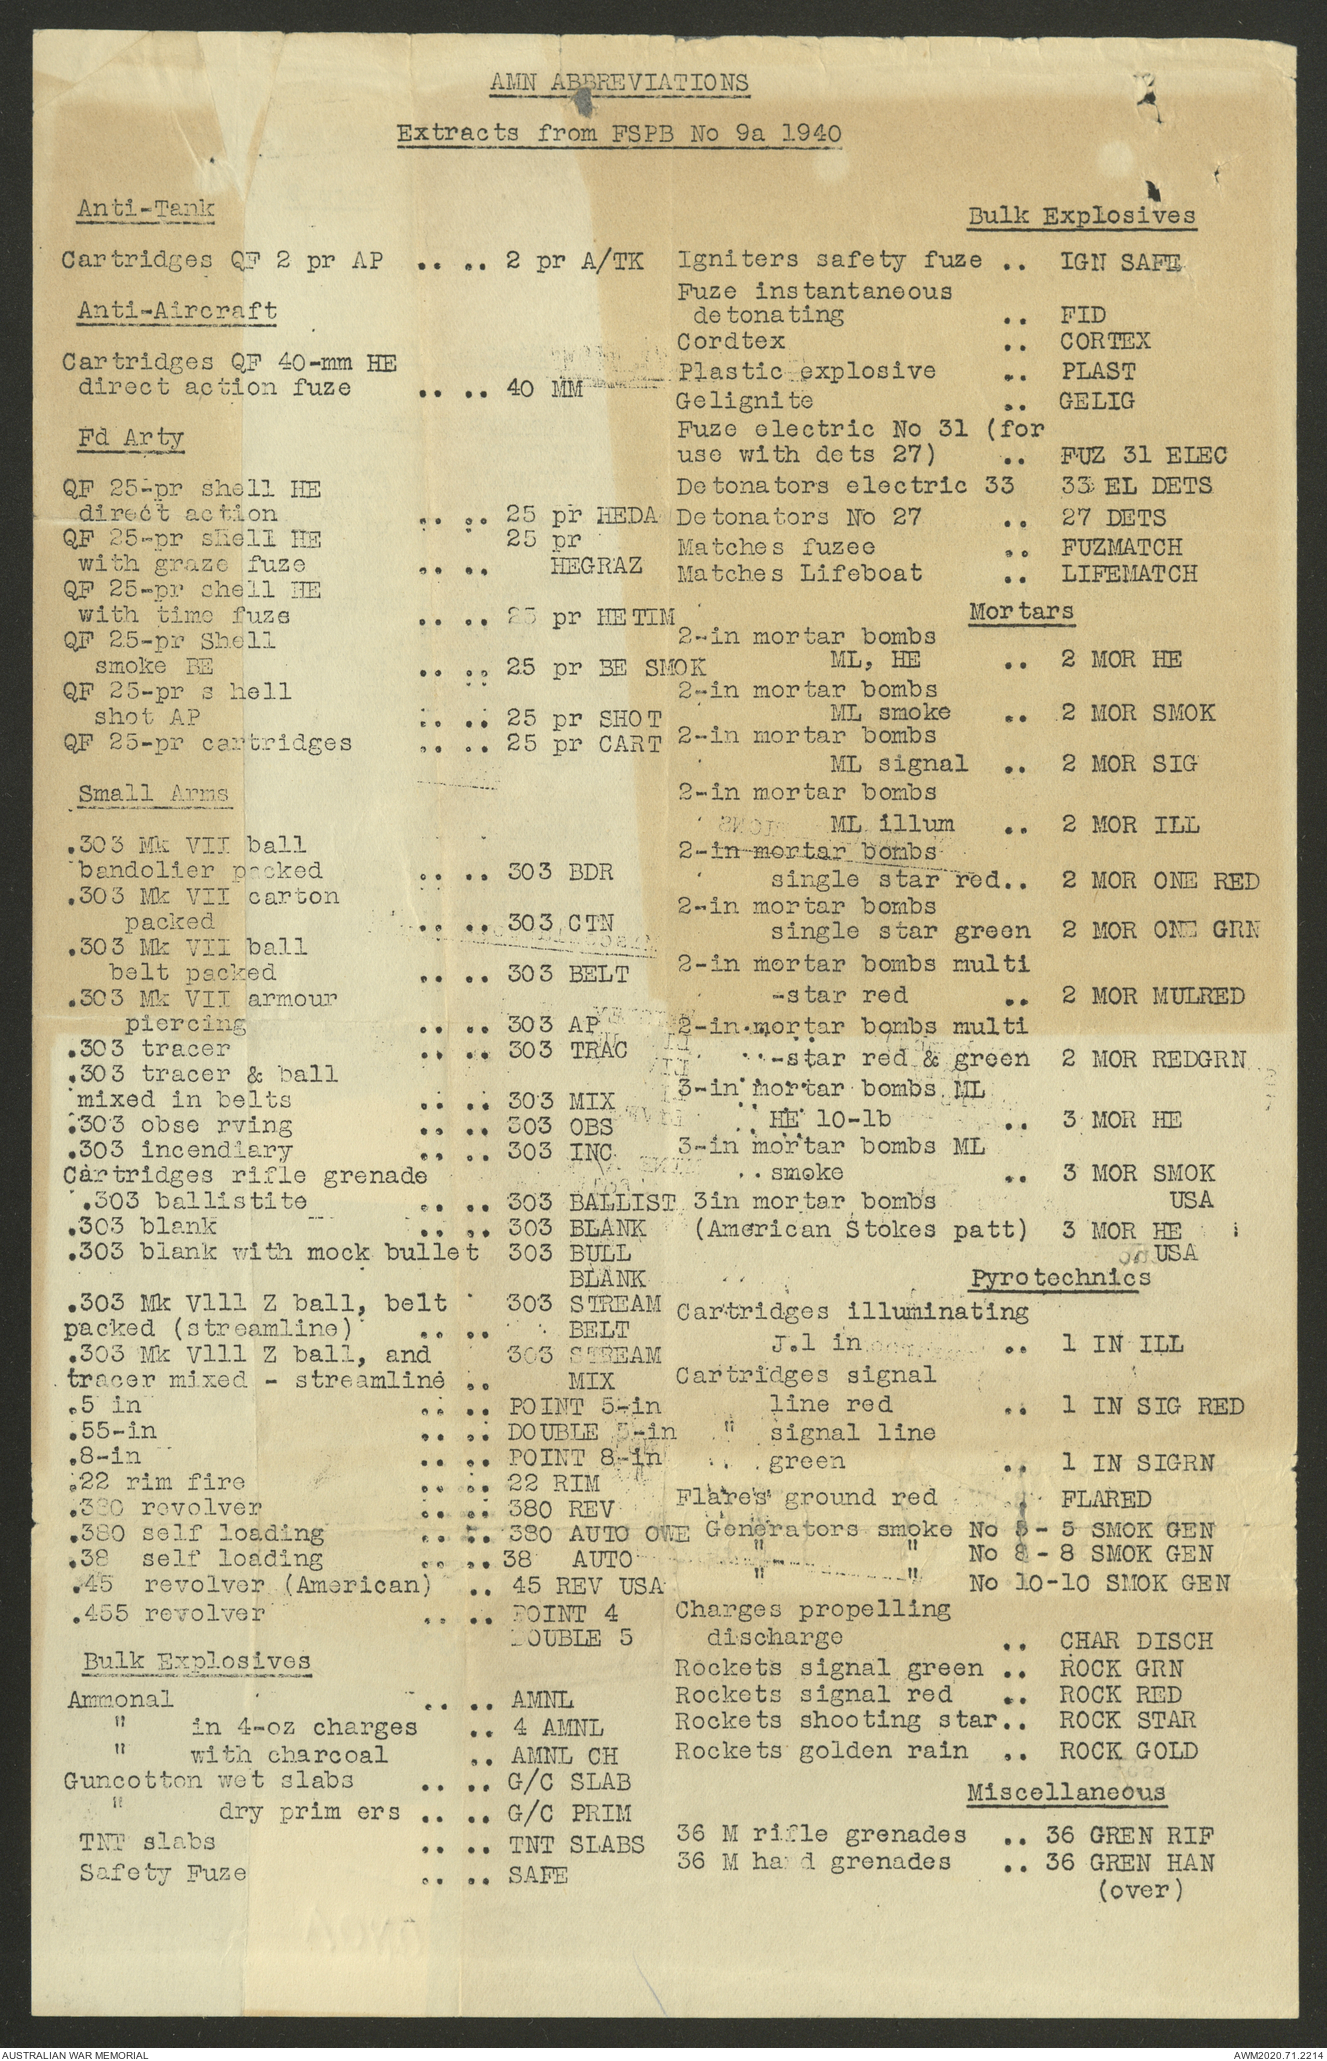 AMN ABBREVIATIONS
Extracts from FSPB No 9a 1940
Anti-Tank
Cartridges QF 2 pr AP .. .. 2 pr A/TK
Anti-Aircraft
Cartridges QF 40-mm HE
direct action fuze .. .. 40 MM
Fd Arty
QF 25-pr shell HE
direct action .. .. 25 pr HEDA
QF 25-pr shell HE 25 pr
with graze fuze .. .. HEGRAZ
QF 25-pr shell HE
with time fuze .. .. 25 pr HETIM
QF 25-pr Shell
smoke BE .. .. 25 pr BE SMOK
QF 25-pr s hell
shot AP .. .. 25 pr SHOT
QF 25-pr cartridges .. .. 25 pr CART
Small Arms
.303 Mk VII ball
bandolier packed .. .. 303 BDR
.303 Mk VII carton
packed .. .. 303 CTN
.303 Mk VII ball
belt packed .. .. 303 BELT
.303 Mk VII armour
piercing .. .. 303 AP
.303 tracer .. .. 303 TRAC
.303 tracer & ball
mixed in belts .. .. 303 MIX
.303 obse rving .. .. 303 OBS
.303 incendiary .. .. 303 INC
Cartridges rifle grenade
.303 ballistite .. .. 303 BALLIST
.303 blank .. .. 303 BLANK
.303 blank with mock bullet 303 BULL
BLANK
.303 Mk Vlll Z ball, belt 303 STREAM
packed (streamline) .. .. BELT
.303 Mk Vlll Z ball, and 303 STREAM
tracer mixed - streamline .. MIX
.5 in .. .. POINT 5-in
.55-in .. .. DOUBLE 5-in
.8-in .. .. POINT 8-in
.22 rim fire .. .. 22 RIM
.380 revolver .. .. 380 REV
.380 self loading .. .. 380 AUTO OWE
.38 self loading .. .. 38 AUTO
.45 revolver (American) .. 45 REV USA
.455 revolver .. .. POINT 4
DOUBLE 5
Bulk Explosives
Ammonal .. .. AMNL
" in 4-oz charges .. 4 AMNL
" with charcoal .. AMNL CH
Guncotton wet slabs .. .. G/C SLAB
" dry prim ers .. .. G/C PRIM
TNT slabs .. .. TNT SLABS
Safety Fuze .. .. SAFE
Bulk Explosives
Igniters safety fuze .. IGN SAFE
Fuze instantaneous
detonating .. FID
Cordtex .. CORTEX
Plastic explosive .. PLAST
Gelignite .. GELIG
Fuze electric No 31 (for
use with dets 27) .. FUZ 31 ELEC
Detonators electric 33 33 EL DETS
Detonators No 27 .. 27 DETS
Matches fuzee .. FUZMATCH
Matches Lifeboat .. LIFEMATCH
Mortars
2-in mortar bombs
ML, HE .. 2 MOR HE
2-in mortar bombs
ML smoke .. 2 MOR SMOK
2-in mortar bombs
ML signal .. 2 MOR SIG
2-in mortar bombs
ML illum .. 2 MOR ILL
2-in mortar bombs
single star red.. 2 MOR ONE RED
2-in mortar bombs
single star green 2 MOR ONE GRN
2-in mortar bombs multi
-star red .. 2 MOR MULRED
2-in mortar bombs multi
-star red & green 2 MOR REDGRN
3-in mortar bombs ML
HE 10-lb .. 3 MOR HE
3-in mortar bombs ML
smoke .. 3 MOR SMOK
3in mortar bombs USA
(American Stokes patt) 3 MOR HE
USA
Pyrotechnics
Cartridges illuminating
J.1 in .. 1 IN ILL
Cartridges signal
line red .. 1 IN SIG RED
" signal line
green .. 1 IN SIGRN
Flares ground red .. FLARED
Generators smoke No 5 - 5 SMOK GEN
" " No 8 - 8 SMOK GEN
" " No 10-10 SMOK GEN
Charges propelling
discharge .. CHAR DISCH
Rockets signal green .. ROCK GRN
Rockets signal red .. ROCK RED
Rockets shooting star.. ROCK STAR
Rockets golden rain .. ROCK GOLD
Miscellaneous
36 M rifle grenades .. 36 GREN RIF
36 M hand grenades .. 36 GREN HAN
(over)
AUSTRALIAN WAR MEMORIAL
AWM2020.71.2214